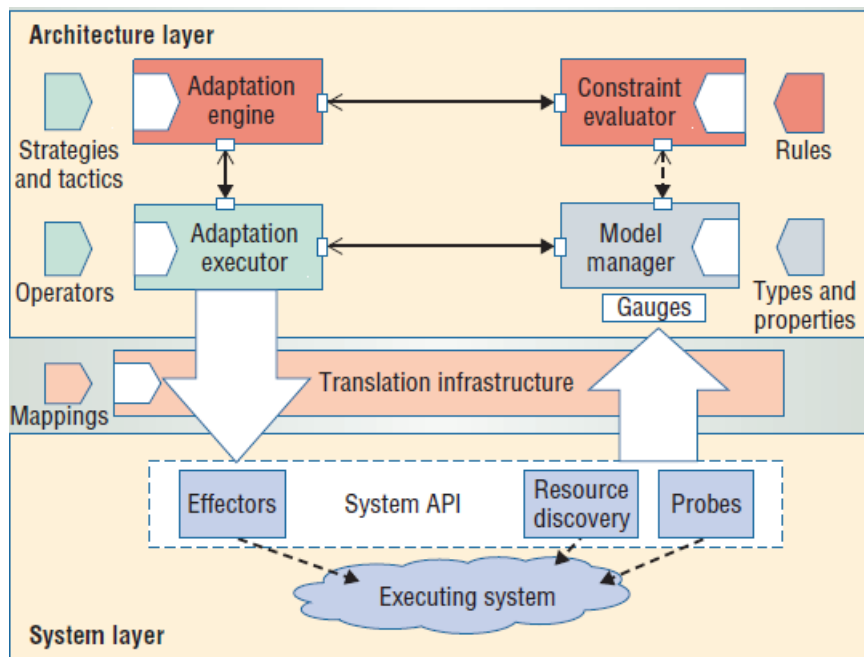 Architecture layer
Adaptation
engine
Constraint
evaluator
Strategies
and tactics
Rules
Adaptation
executor
Model
manager
Operators
Gauges
Types and
properties
Translation infrastructure
Mappings
Effectors
System API
Resource
discovery
Probes
Executing system
System layer